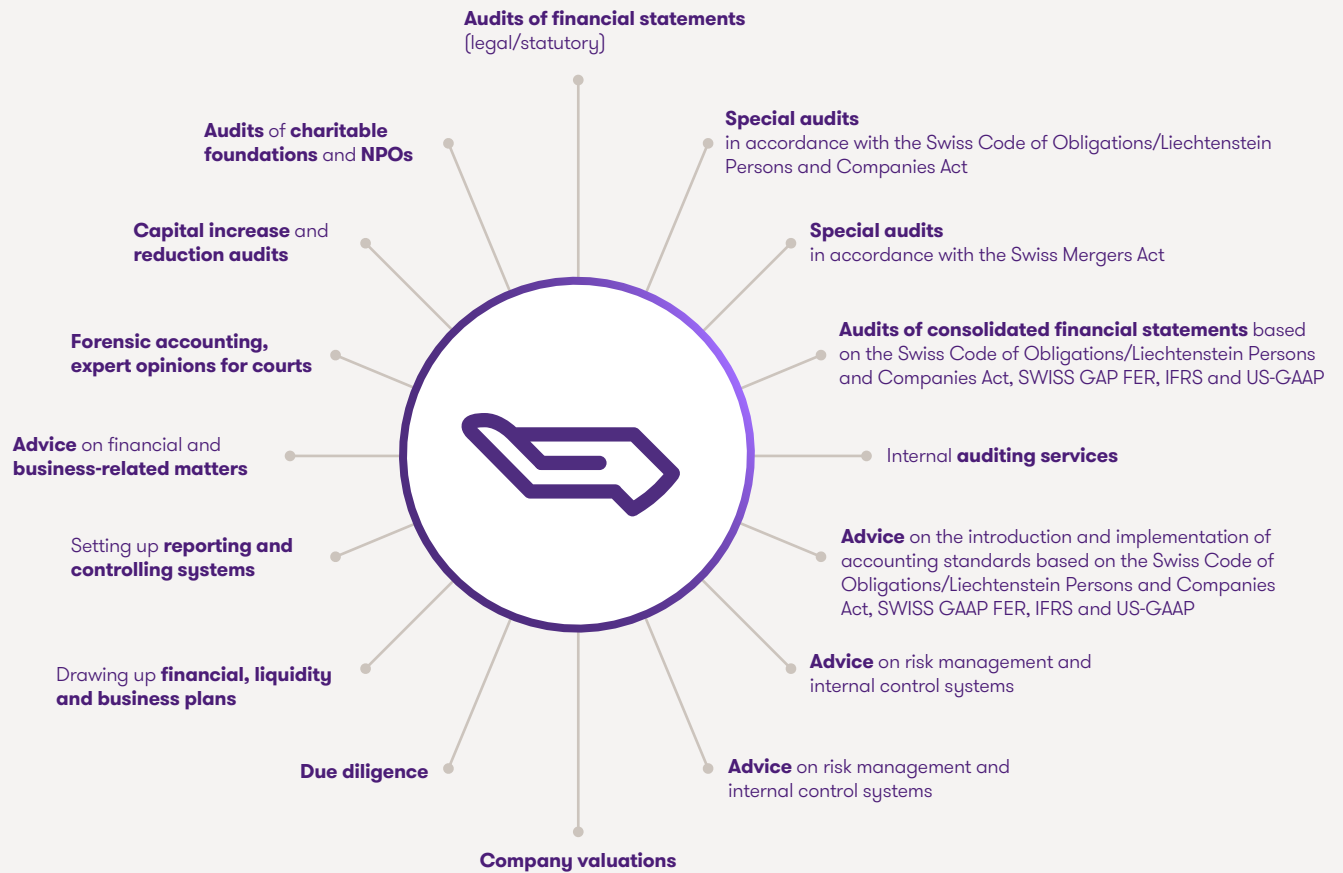 Audits of financial statements
(legal/statutory)
Special audits
in accordance with the Swiss Code of Obligations/Liechtenstein
Persons and Companies Act
Special audits
in accordance with the Swiss Mergers Act
Audits of consolidated financial statements based
on the Swiss Code of Obligations/Liechtenstein Persons
and Companies Act, SWISS GAP FER, IFRS and US-GAAP
Internal auditing services
Advice on the introduction and implementation of
accounting standards based on the Swiss Code of
Obligations/Liechtenstein Persons and Companies
Act, SWISS GAAP FER, IFRS and US-GAAP
Advice on risk management and
internal control systems
Advice on risk management and
internal control systems
Company valuations
Due diligence
Drawing up financial, liquidity
and business plans
Setting up reporting and
controlling systems
Advice on financial and
business-related matters
Forensic accounting,
expert opinions for courts
Capital increase and
reduction audits
Audits of charitable
foundations and NPOs